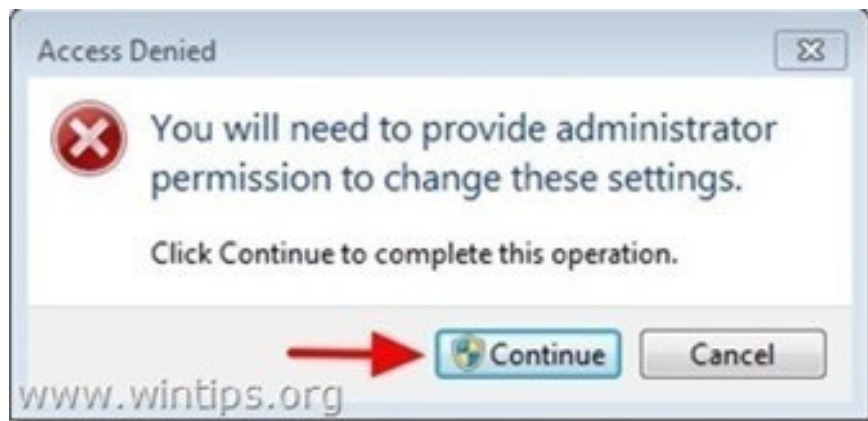 Access Denied
You will need to provide administrator
permission to change these settings.
Click Continue to complete this operation.
Continue Cancel
www.wintips.org